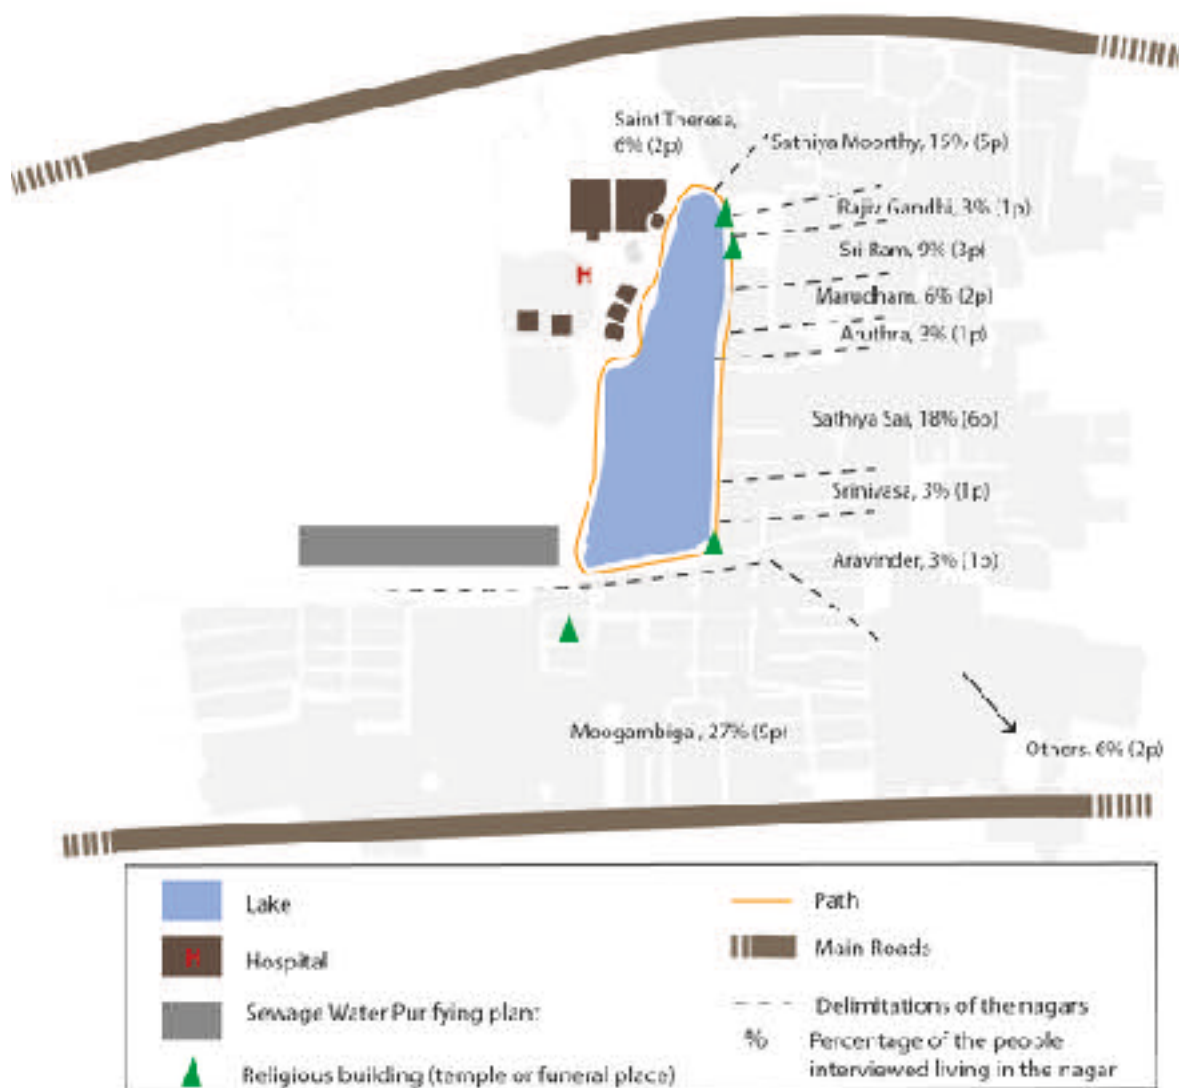 Saint Theresa,
6% (2p)
'Sathiya Moorthy, 15% (5p)
Rajiv Gandhi, 3% (1p)
Sri Ram, 9% (3p)
Marudham, 6% (2p)
H
Aruthra, 3% (1p)
Sathiya Sai, 18% (6p)
Srinivasa, 3% (1p)
Aravinder, 3% (1p)
Moogambigai, 27% (9p)
Others, 6% (2p)
Lake
H
Hospital
Sewage Water Purifying plant
Religious building (temple or funeral place)
Path
Main Roads
Delimitations of the nagars
% Percentage of the people
interviewed living in the nagar